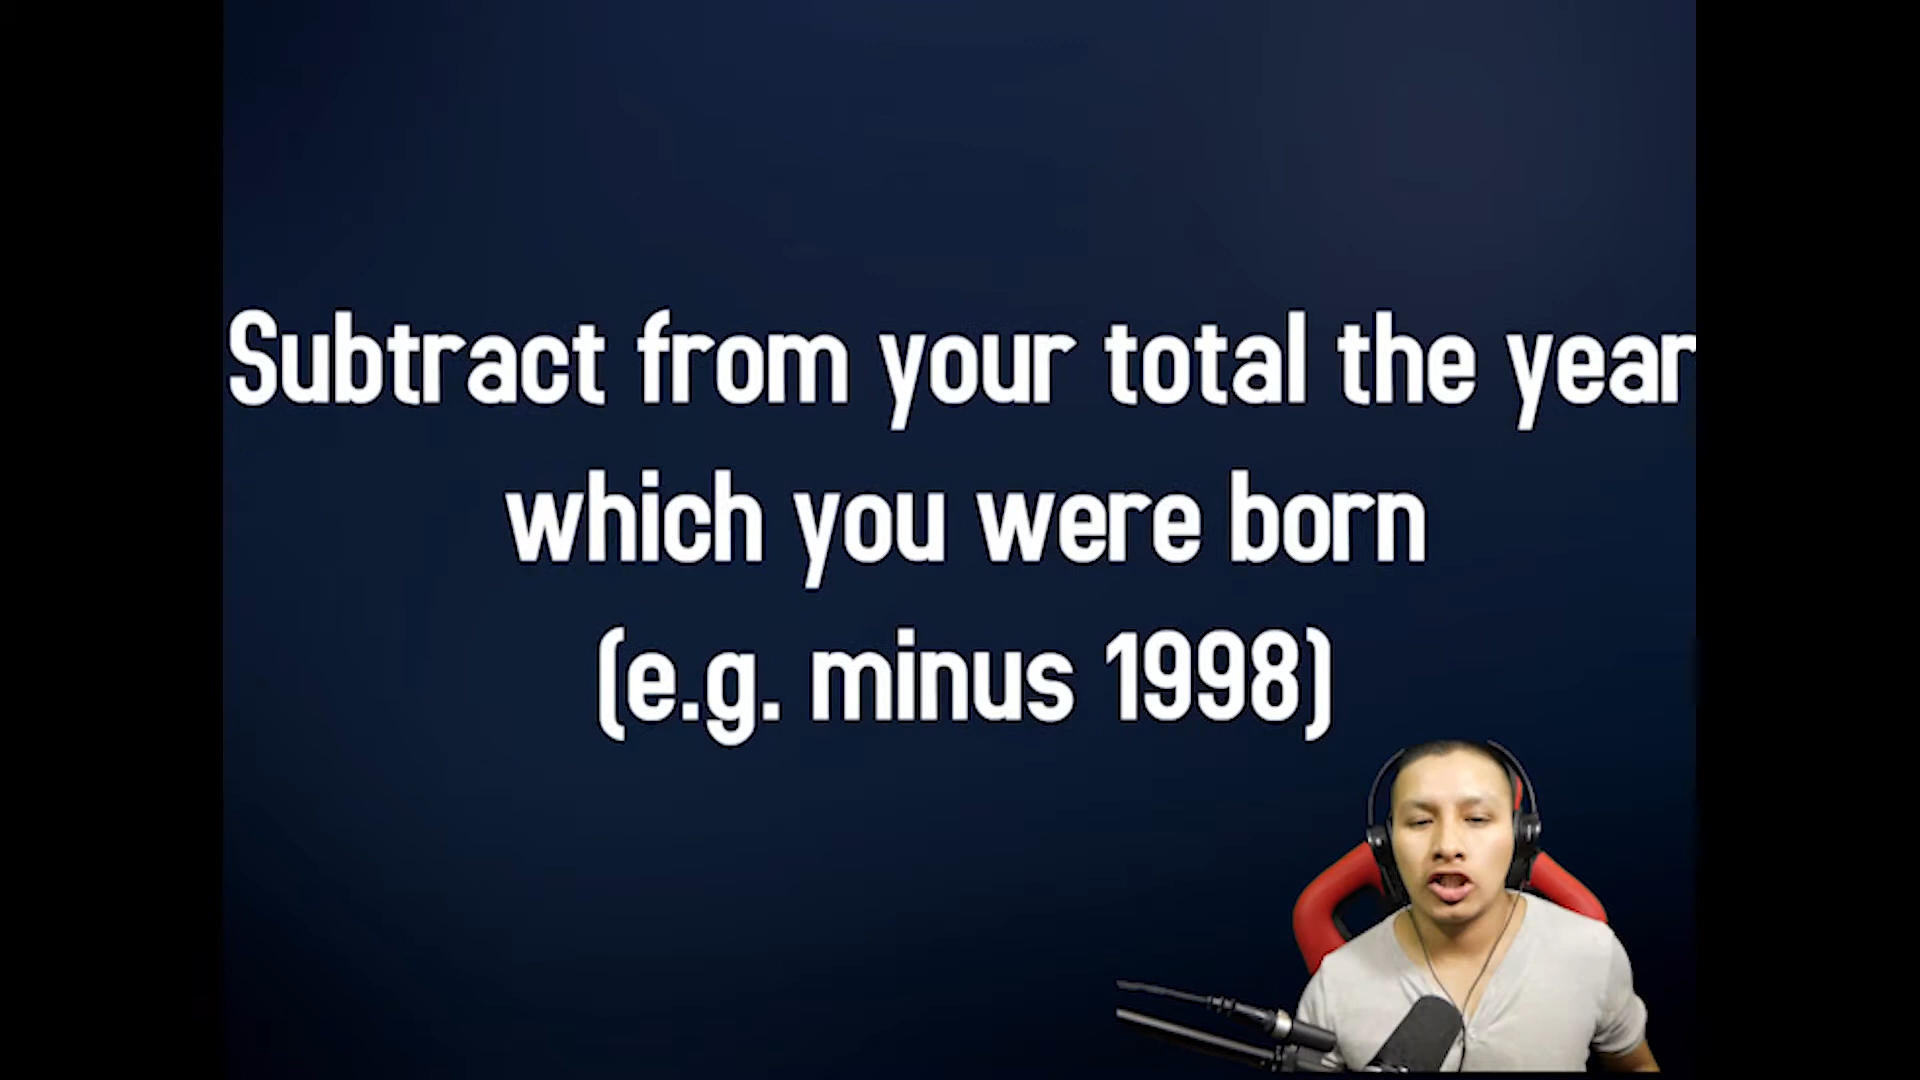 Subtract from your total the year
which you were born
(e.g. minus 1998)